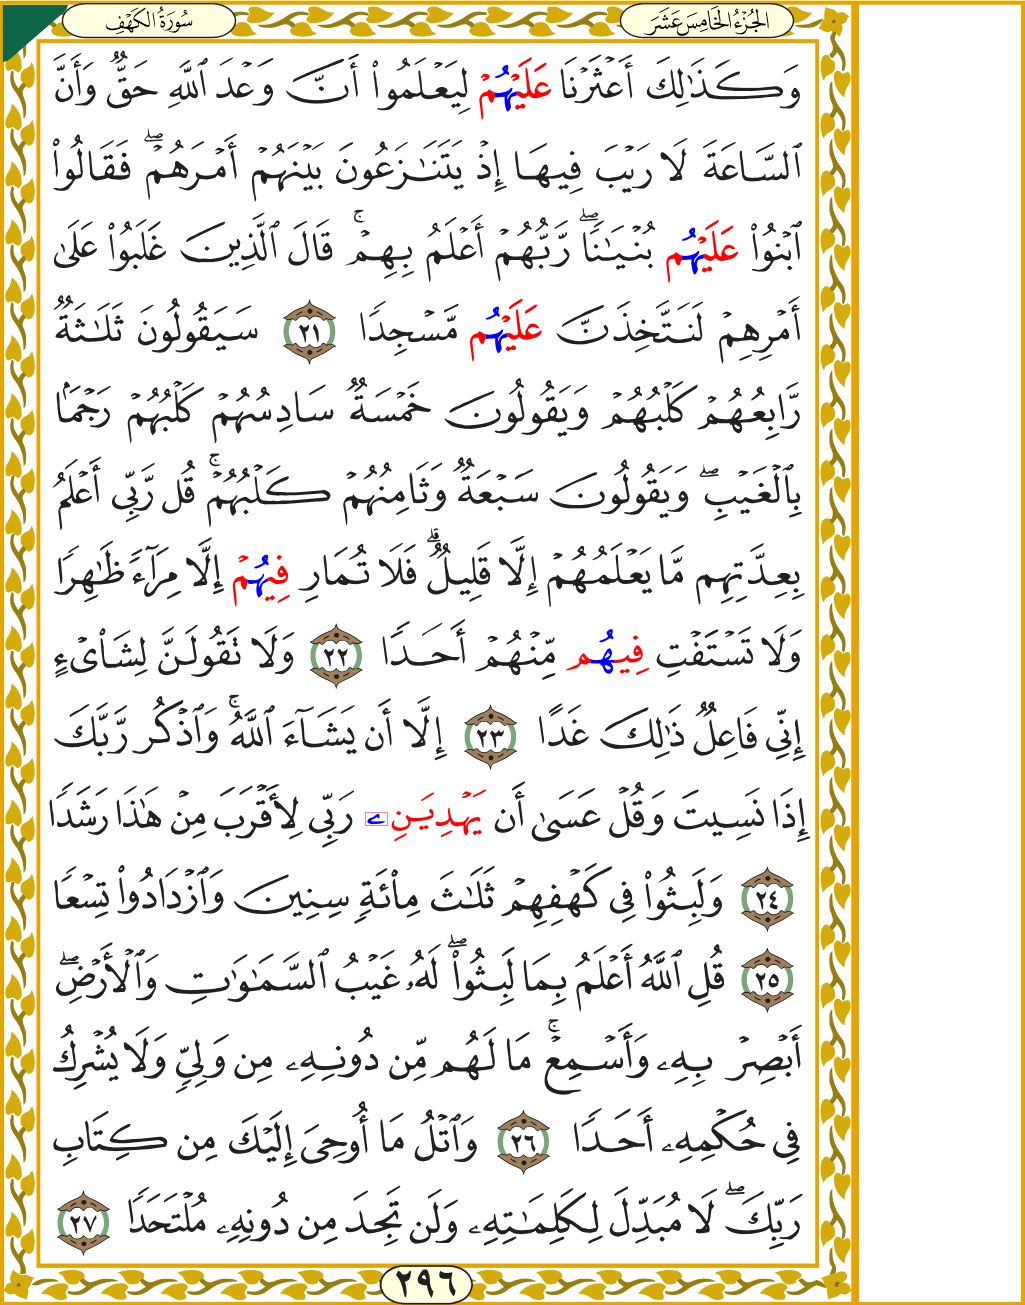 سُورَةُ الكَهْفِ
الجُزْءُ الخَامِسَ عَشَرَ
وَكَذَٰلِكَ أَعْثَرْنَا عَلَيْهُمْ لِيَعْلَمُوا۟ أَنَّ وَعْدَ ٱللَّهِ حَقٌّ وَأَنَّ
ٱلسَّاعَةَ لَا رَيْبَ فِيهَا إِذْ يَتَنَٰزَعُونَ بَيْنَهُمْ أَمْرَهُمْ ۖ فَقَالُوا۟
ٱبْنُوا۟ عَلَيْهُم بُنْيَٰنًا ۖ رَّبُّهُمْ أَعْلَمُ بِهِمْ ۚ قَالَ ٱلَّذِينَ غَلَبُوا۟ عَلَىٰ
أَمْرِهِمْ لَنَتَّخِذَنَّ عَلَيْهُم مَّسْجِدًا ٢١ سَيَقُولُونَ ثَلَٰثَةٌ
رَّابِعُهُمْ كَلْبُهُمْ وَيَقُولُونَ خَمْسَةٌ سَادِسُهُمْ كَلْبُهُمْ رَجْمًۢا
بِٱلْغَيْبِ ۖ وَيَقُولُونَ سَبْعَةٌ وَثَامِنُهُمْ كَلْبُهُمْ ۚ قُل رَّبِّى أَعْلَمُ
بِعِدَّتِهِم مَّا يَعْلَمُهُمْ إِلَّا قَلِيلٌ ۗ فَلَا تُمَارِ فِيهُمْ إِلَّا مِرَآءً ظَٰهِرًا
وَلَا تَسْتَفْتِ فِيهُم مِّنْهُمْ أَحَدًا ٢٢ وَلَا تَقُولَنَّ لِشَا۟ىْءٍ
إِنِّى فَاعِلٌ ذَٰلِكَ غَدًا ٢٣ إِلَّا أَن يَشَآءَ ٱللَّهُ ۚ وَٱذْكُر رَّبَّكَ
إِذَا نَسِيتَ وَقُلْ عَسَىٰ أَن يَهْدِيَنِۦ رَبِّى لِأَقْرَبَ مِنْ هَٰذَا رَشَدًا
٢٤ وَلَبِثُوا۟ فِى كَهْفِهِمْ ثَلَٰثَ مِا۟ئَةٍ سِنِينَ وَٱزْدَادُوا۟ تِسْعًا
٢٥ قُلِ ٱللَّهُ أَعْلَمُ بِمَا لَبِثُوا۟ ۖ لَهُۥ غَيْبُ ٱلسَّمَٰوَٰتِ وَٱلْأَرْضِ ۖ
أَبْصِرْ بِهِۦ وَأَسْمِعْ ۚ مَا لَهُم مِّن دُونِهِۦ مِن وَلِىٍّ وَلَا يُشْرِكُ
فِى حُكْمِهِۦ أَحَدًا ٢٦ وَٱتْلُ مَا أُوحِىَ إِلَيْكَ مِن كِتَابِ
رَبِّكَ ۖ لَا مُبَدِّلَ لِكَلِمَٰتِهِۦ وَلَن تَجِدَ مِن دُونِهِۦ مُلْتَحَدًا ٢٧
٢٩٦